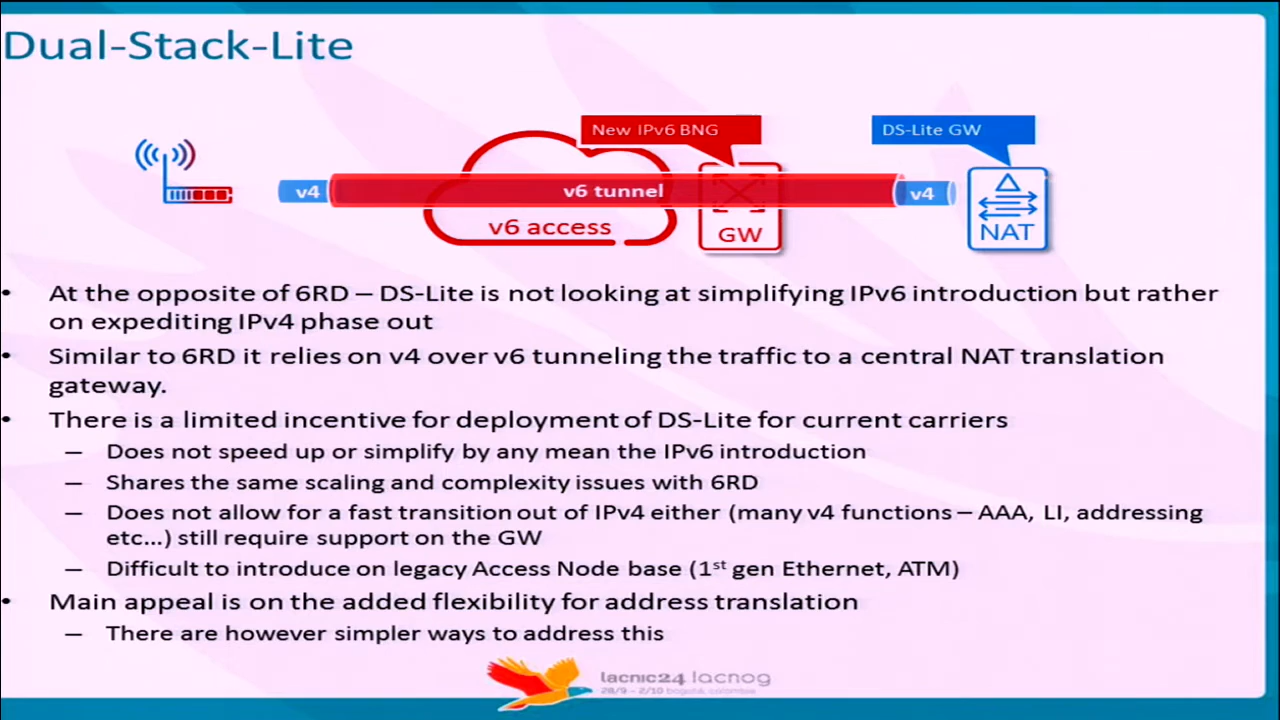 Dual-Stack-Lite
New IPv6 BNG
DS-Lite GW
v4
v6 tunnel
v4
v6 access
GW
NAT
• At the opposite of 6RD – DS-Lite is not looking at simplifying IPv6 introduction but rather
on expediting IPv4 phase out
• Similar to 6RD it relies on v4 over v6 tunneling the traffic to a central NAT translation
gateway.
• There is a limited incentive for deployment of DS-Lite for current carriers
– Does not speed up or simplify by any mean the IPv6 introduction
– Shares the same scaling and complexity issues with 6RD
– Does not allow for a fast transition out of IPv4 either (many v4 functions – AAA, LI, addressing
etc...) still require support on the GW
– Difficult to introduce on legacy Access Node base (1st gen Ethernet, ATM)
• Main appeal is on the added flexibility for address translation
– There are however simpler ways to address this
lacnic24 lacnog
28/9 - 2/10 bogotá, colombia